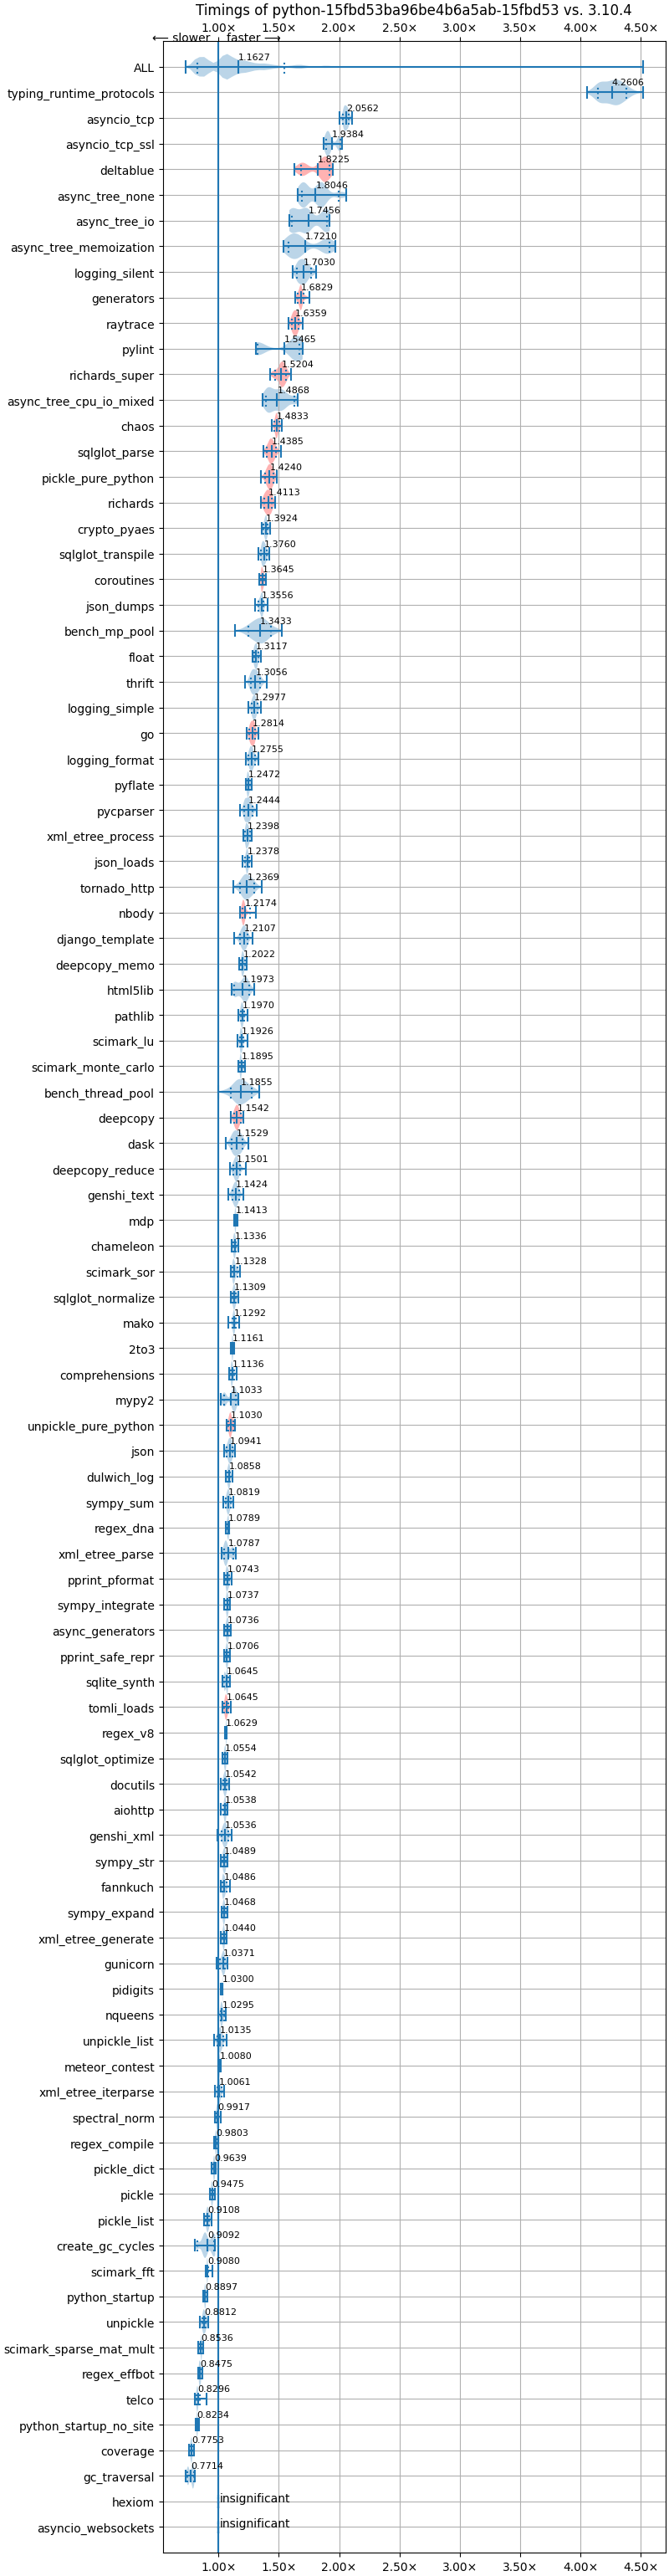 Timings of python-15fbd53ba96be4b6a5ab-15fbd53 vs. 3.10.4
1.00× 1.50× 2.00× 2.50× 3.00× 3.50× 4.00× 4.50×
⟵ slower faster ⟶
ALL 1.1627
typing_runtime_protocols 4.2606
asyncio_tcp 2.0562
asyncio_tcp_ssl 1.9384
deltablue 1.8225
async_tree_none 1.8046
async_tree_io 1.7456
async_tree_memoization 1.7210
logging_silent 1.7030
generators 1.6829
raytrace 1.6359
pylint 1.5465
richards_super 1.5204
async_tree_cpu_io_mixed 1.4868
chaos 1.4833
sqlglot_parse 1.4385
pickle_pure_python 1.4240
richards 1.4113
crypto_pyaes 1.3924
sqlglot_transpile 1.3760
coroutines 1.3645
json_dumps 1.3556
bench_mp_pool 1.3433
float 1.3117
thrift 1.3056
logging_simple 1.2977
go 1.2814
logging_format 1.2755
pyflate 1.2472
pycparser 1.2444
xml_etree_process 1.2398
json_loads 1.2378
tornado_http 1.2369
nbody 1.2174
django_template 1.2107
deepcopy_memo 1.2022
html5lib 1.1973
pathlib 1.1970
scimark_lu 1.1926
scimark_monte_carlo 1.1895
bench_thread_pool 1.1855
deepcopy 1.1542
dask 1.1529
deepcopy_reduce 1.1501
genshi_text 1.1424
mdp 1.1413
chameleon 1.1336
scimark_sor 1.1328
sqlglot_normalize 1.1309
mako 1.1292
2to3 1.1161
comprehensions 1.1136
mypy2 1.1033
unpickle_pure_python 1.1030
json 1.0941
dulwich_log 1.0858
sympy_sum 1.0819
regex_dna 1.0789
xml_etree_parse 1.0787
pprint_pformat 1.0743
sympy_integrate 1.0737
async_generators 1.0736
pprint_safe_repr 1.0706
sqlite_synth 1.0645
tomli_loads 1.0645
regex_v8 1.0629
sqlglot_optimize 1.0554
docutils 1.0542
aiohttp 1.0538
genshi_xml 1.0536
sympy_str 1.0489
fannkuch 1.0486
sympy_expand 1.0468
xml_etree_generate 1.0440
gunicorn 1.0371
pidigits 1.0300
nqueens 1.0295
unpickle_list 1.0135
meteor_contest 1.0080
xml_etree_iterparse 1.0061
spectral_norm 0.9917
regex_compile 0.9803
pickle_dict 0.9639
pickle 0.9475
pickle_list 0.9108
create_gc_cycles 0.9092
scimark_fft 0.9080
python_startup 0.8897
unpickle 0.8812
scimark_sparse_mat_mult 0.8536
regex_effbot 0.8475
telco 0.8296
python_startup_no_site 0.8234
coverage 0.7753
gc_traversal 0.7714
hexiom insignificant
asyncio_websockets insignificant
1.00× 1.50× 2.00× 2.50× 3.00× 3.50× 4.00× 4.50×